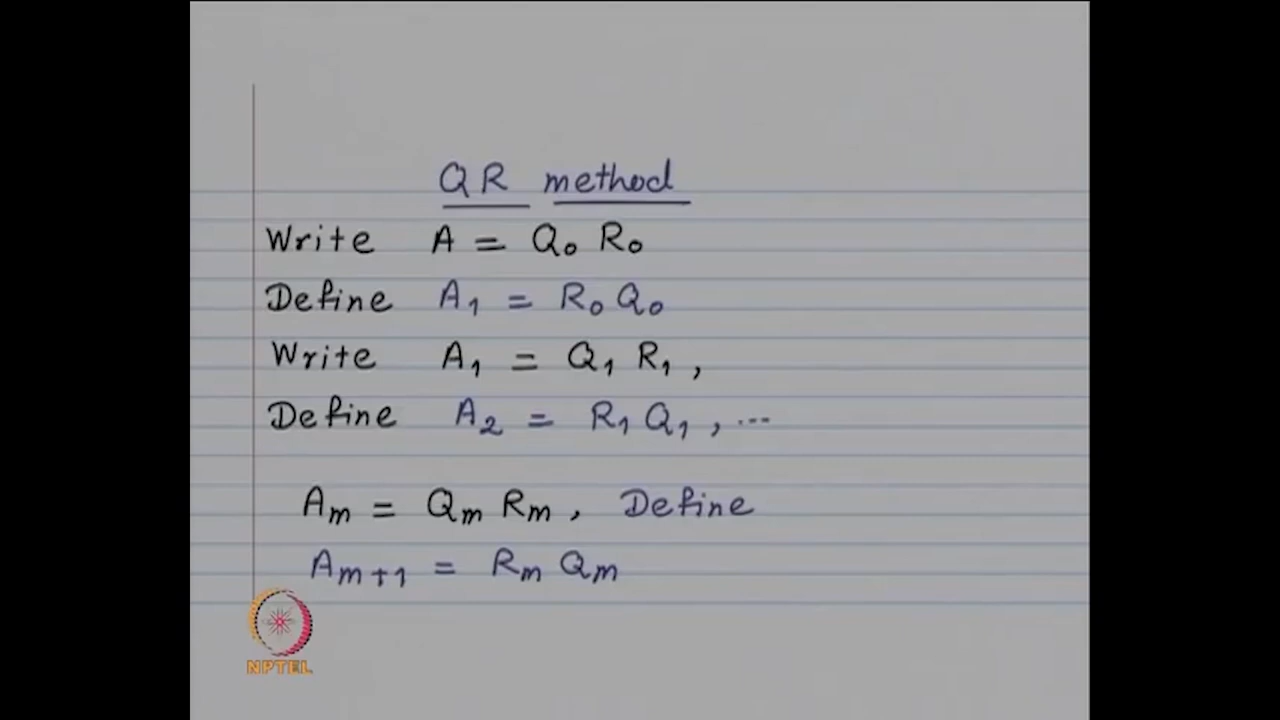 QR method
Write A = Q₀ R₀
Define A₁ = R₀ Q₀
Write A₁ = Q₁ R₁,
Define A₂ = R₁ Q₁, ...
Aₘ = Qₘ Rₘ, Define
Aₘ₊₁ = Rₘ Qₘ
NPTEL